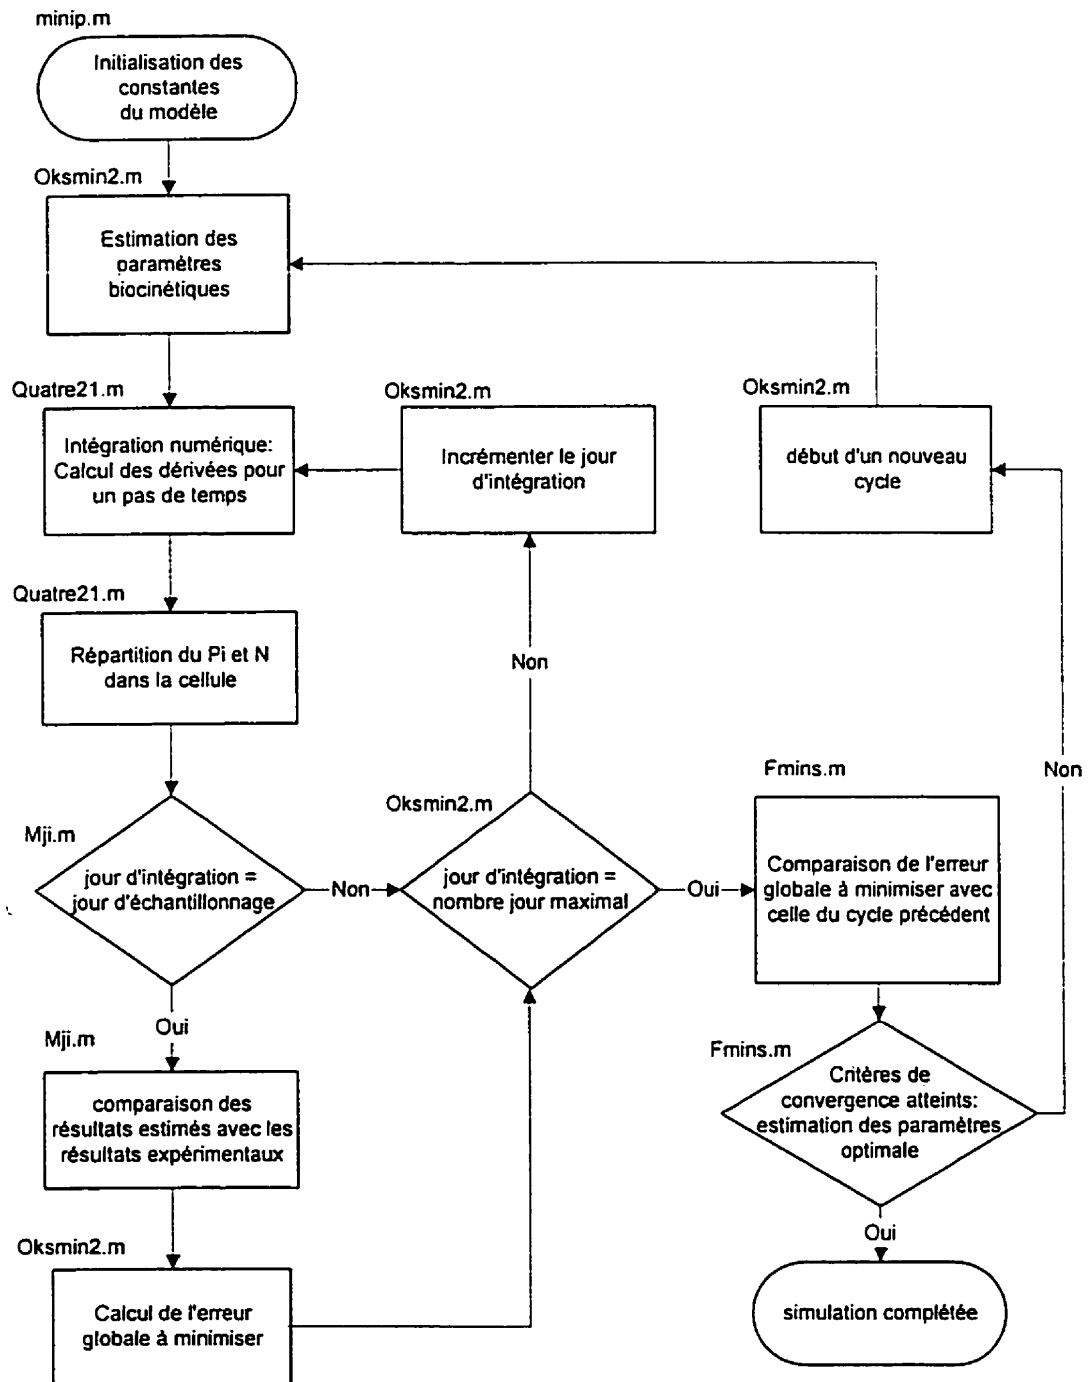 minip.m
Initialisation des
constantes
du modèle
Oksmin2.m
Estimation des
paramètres
biocinétiques
Quatre21.m
Intégration numérique:
Calcul des dérivées pour
un pas de temps
Oksmin2.m
Incrémenter le jour
d'intégration
Oksmin2.m
début d'un nouveau
cycle
Quatre21.m
Répartition du Pi et N
dans la cellule
Non
Non
Mji.m
jour d'intégration =
jour d'échantillonnage
Non
Oksmin2.m
jour d'intégration =
nombre jour maximal
Oui
Fmins.m
Comparaison de l'erreur
globale à minimiser avec
celle du cycle précédent
Oui
Mji.m
comparaison des
résultats estimés avec les
résultats expérimentaux
Fmins.m
Critères de
convergence atteints:
estimation des paramètres
optimale
Oui
Oksmin2.m
Calcul de l'erreur
globale à minimiser
simulation complétée